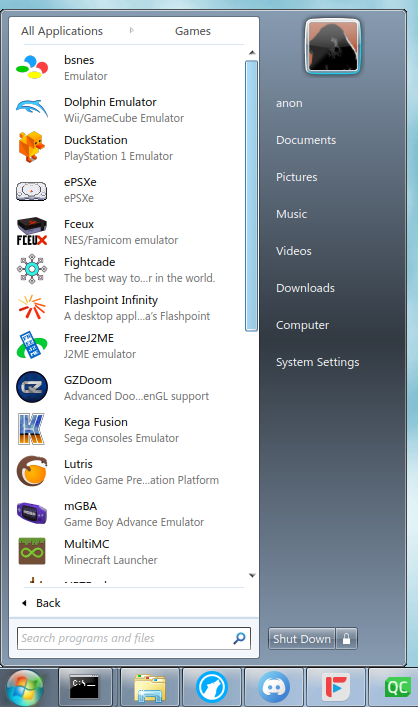 All Applications Games
bsnes
Emulator
Dolphin Emulator
Wii/GameCube Emulator
DuckStation
PlayStation 1 Emulator
ePSXe
ePSXe
Fceux
NES/Famicom emulator
FCEUX
Fightcade
The best way to...r in the world.
Flashpoint Infinity
A desktop appl...a's Flashpoint
FreeJ2ME
J2ME emulator
GZDoom
Advanced Doo...enGL support
GZ
Kega Fusion
Sega consoles Emulator
Lutris
Video Game Pre...ation Platform
mGBA
Game Boy Advance Emulator
MultiMC
Minecraft Launcher
Back
Search programs and files
anon
Documents
Pictures
Music
Videos
Downloads
Computer
System Settings
Shut Down
C:\_
QC